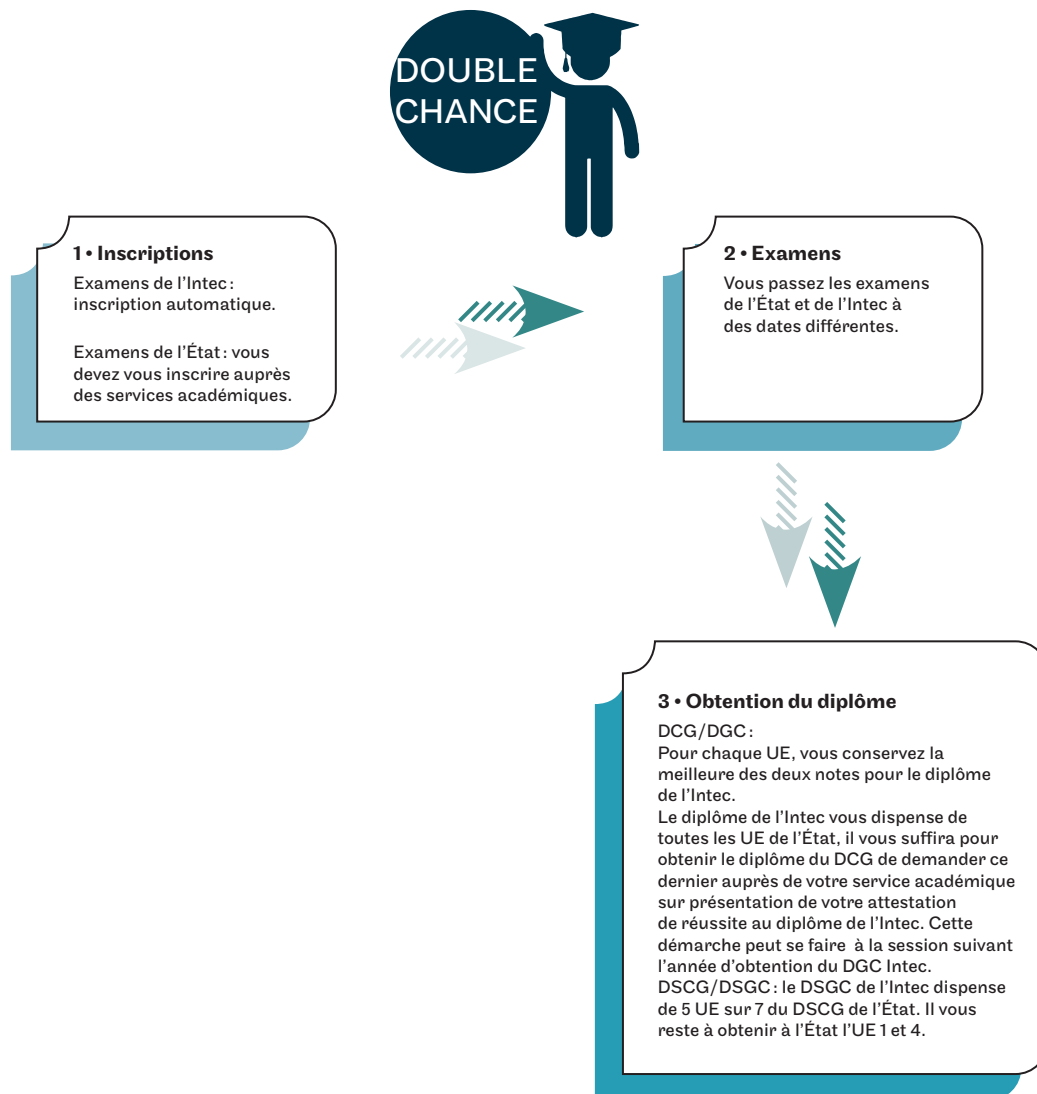 DOUBLE
CHANCE
1 • Inscriptions
Examens de l'Intec :
inscription automatique.
Examens de l'État : vous
devez vous inscrire auprès
des services académiques.
2 • Examens
Vous passez les examens
de l'État et de l'Intec à
des dates différentes.
3 • Obtention du diplôme
DCG/DGC :
Pour chaque UE, vous conservez la
meilleure des deux notes pour le diplôme
de l'Intec.
Le diplôme de l'Intec vous dispense de
toutes les UE de l'État, il vous suffira pour
obtenir le diplôme du DCG de demander ce
dernier auprès de votre service académique
sur présentation de votre attestation
de réussite au diplôme de l'Intec. Cette
démarche peut se faire à la session suivant
l'année d'obtention du DGC Intec.
DSCG/DSGC : le DSGC de l'Intec dispense
de 5 UE sur 7 du DSCG de l'État. Il vous
reste à obtenir à l'État l'UE 1 et 4.